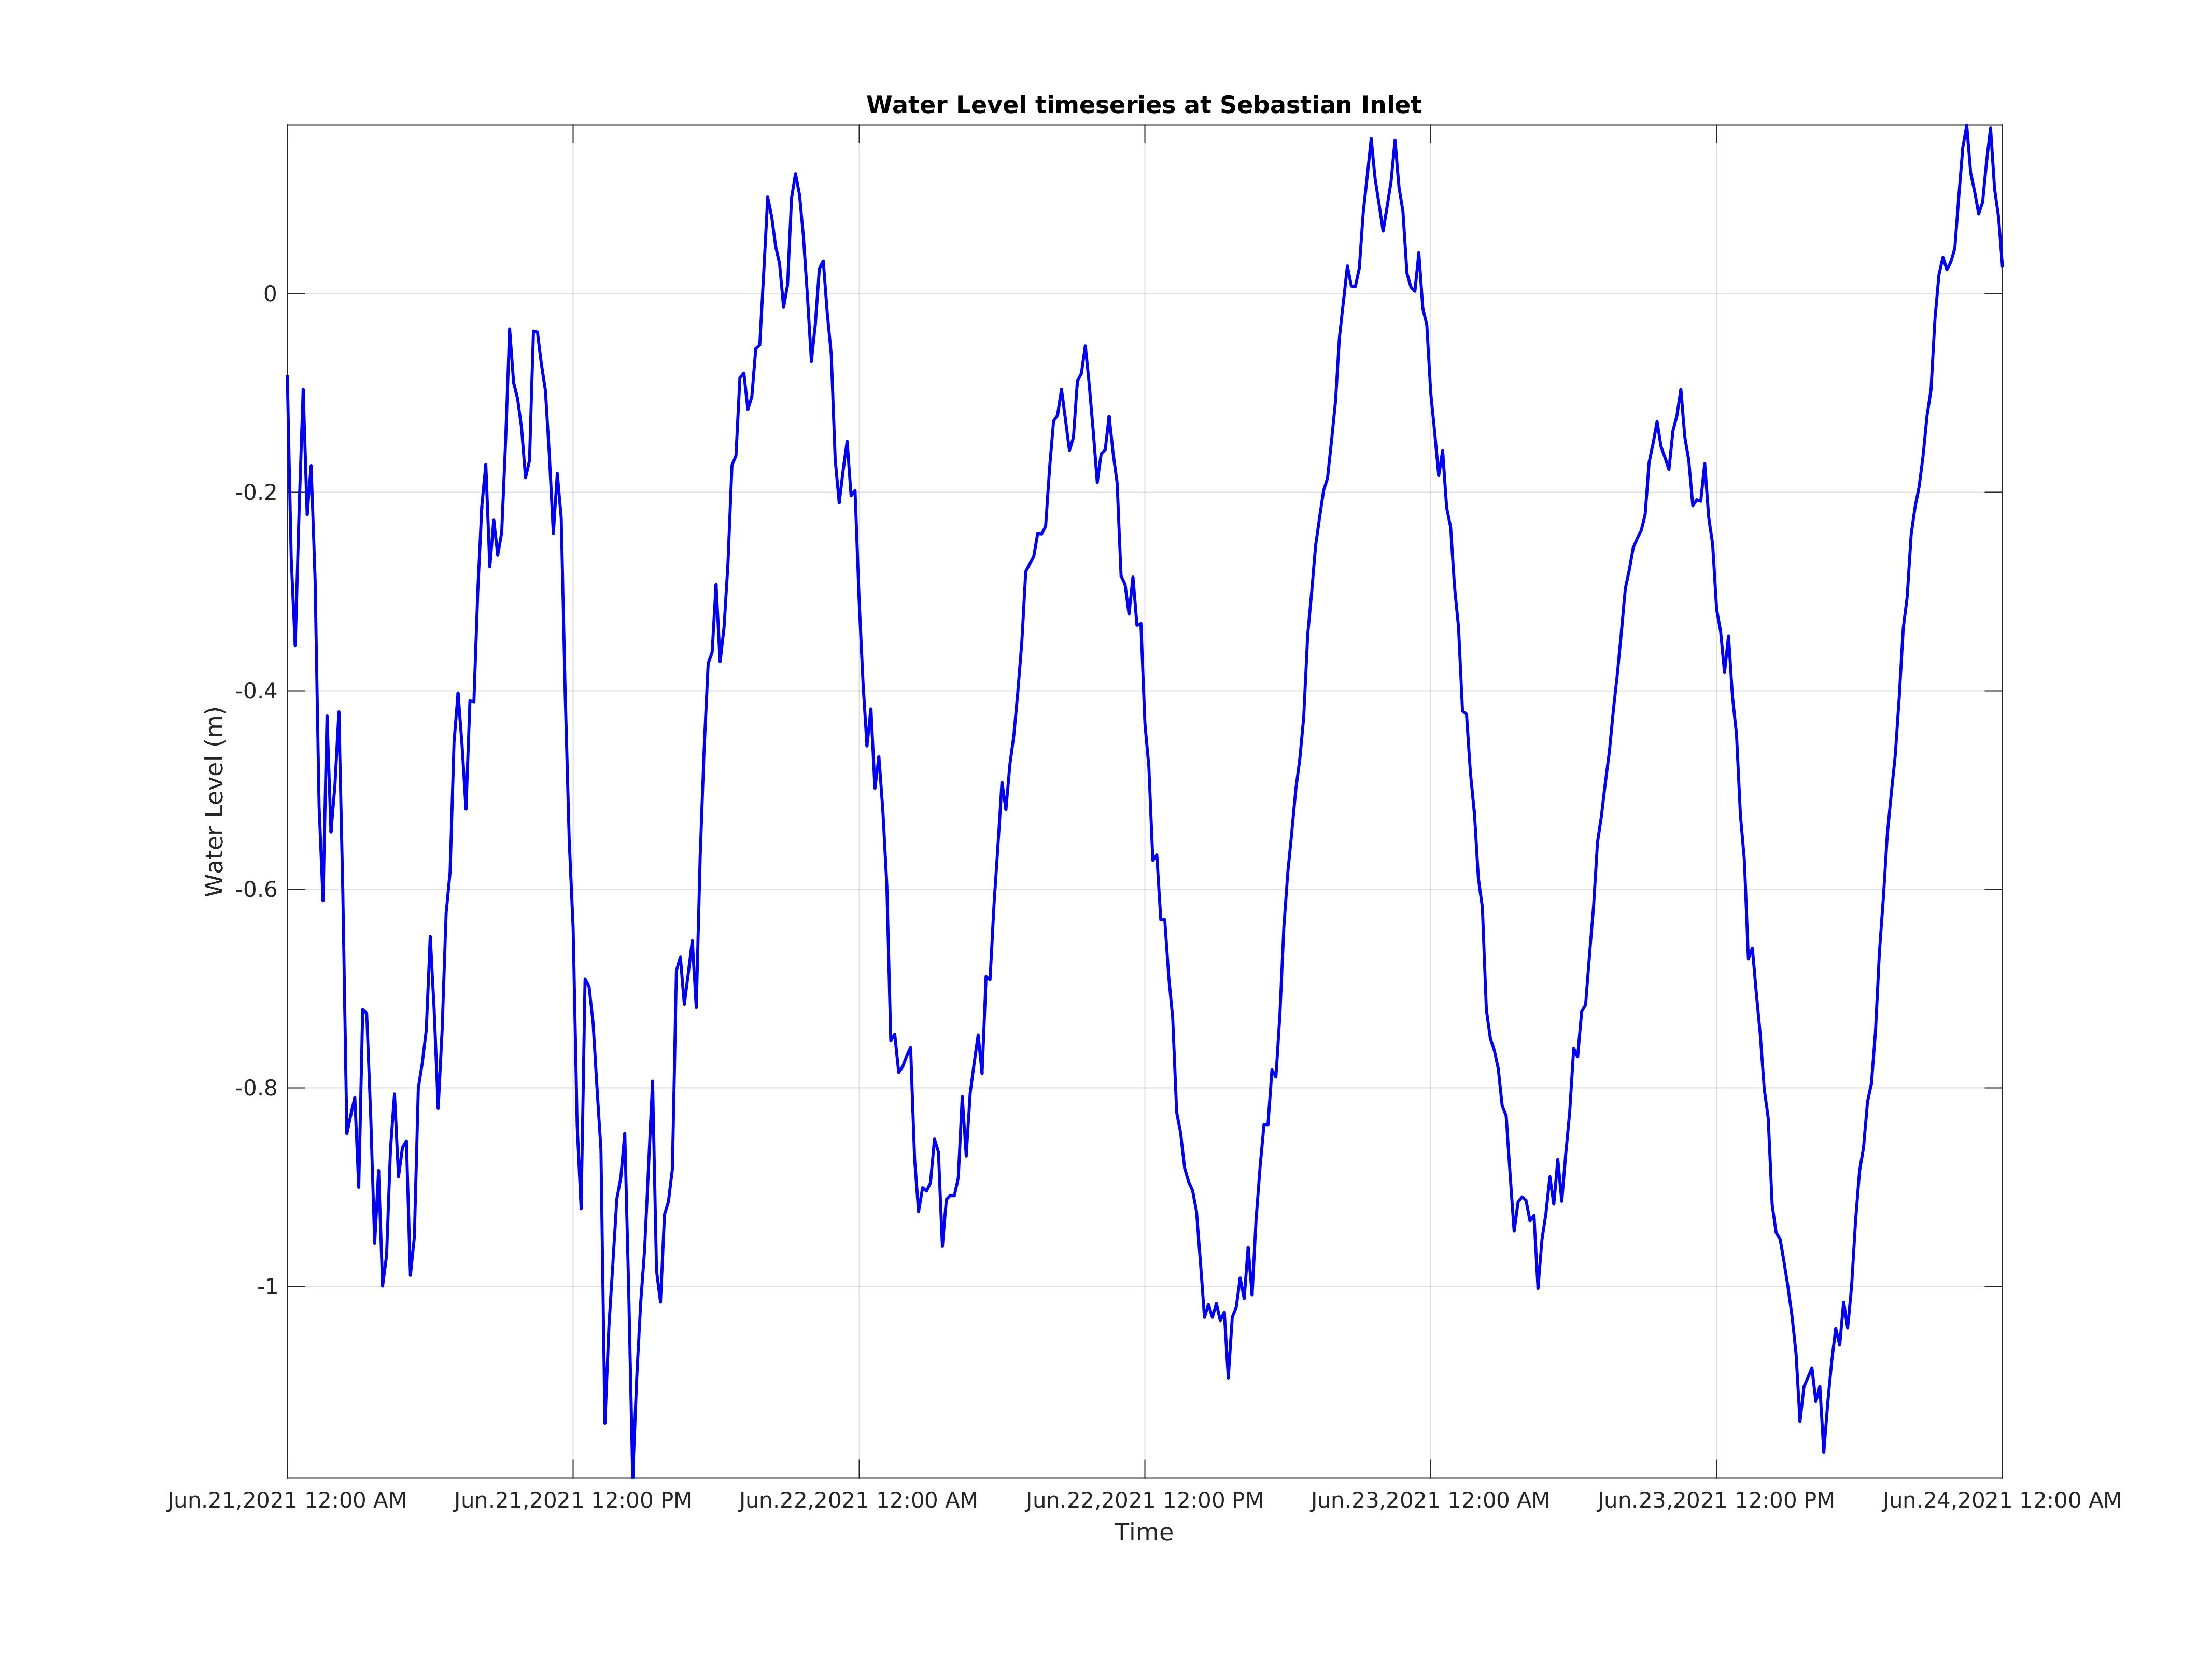 Water Level timeseries at Sebastian Inlet
0
-0.2
-0.4
-0.6
-0.8
-1
Water Level (m)
Jun.21,2021 12:00 AM
Jun.21,2021 12:00 PM
Jun.22,2021 12:00 AM
Jun.22,2021 12:00 PM
Jun.23,2021 12:00 AM
Jun.23,2021 12:00 PM
Jun.24,2021 12:00 AM
Time